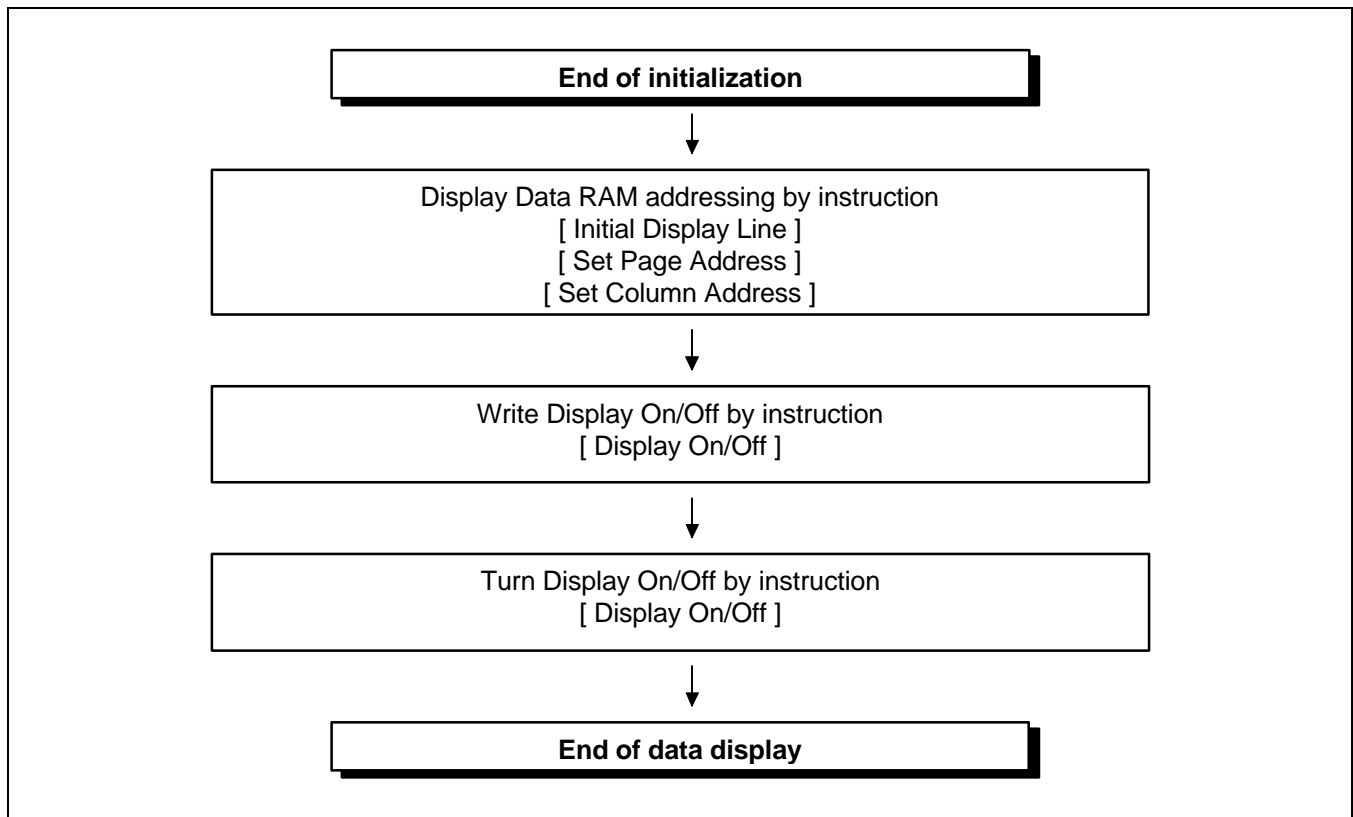 End of initialization
Display Data RAM addressing by instruction
[ Initial Display Line ]
[ Set Page Address ]
[ Set Column Address ]
Write Display On/Off by instruction
[ Display On/Off ]
Turn Display On/Off by instruction
[ Display On/Off ]
End of data display